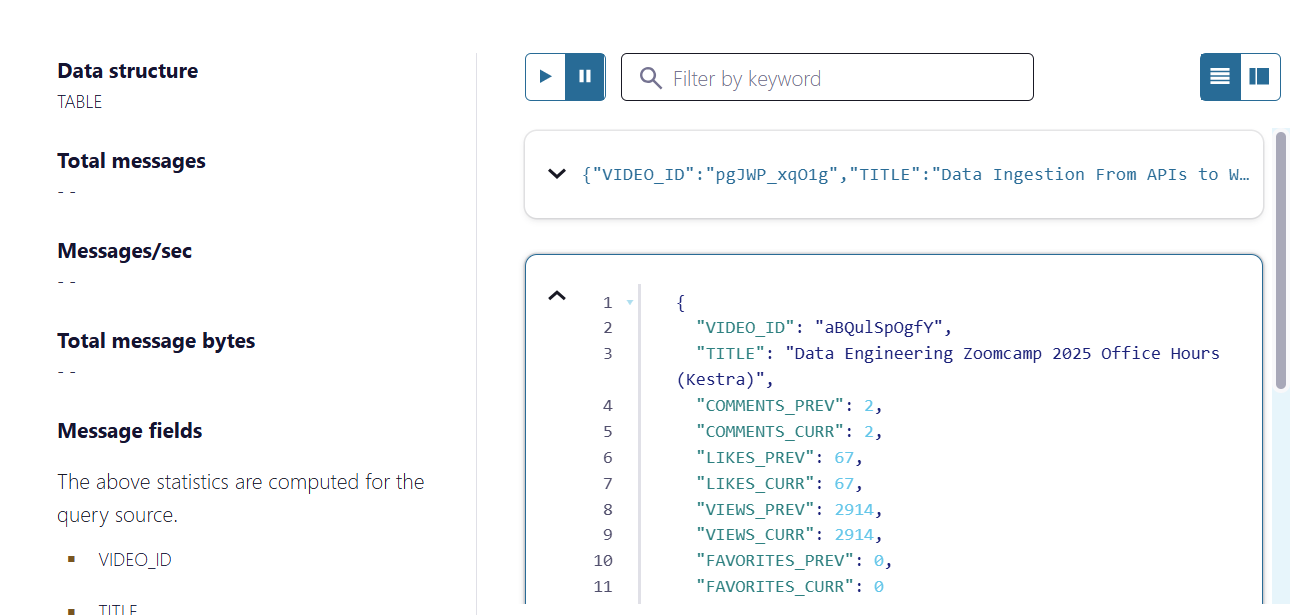 Data structure
TABLE
Total messages
- -
Messages/sec
- -
Total message bytes
- -
Message fields
The above statistics are computed for the
query source.
VIDEO_ID
TITLE
Filter by keyword
{"VIDEO_ID":"pgJWP_xqO1g","TITLE":"Data Ingestion From APIs to W…
1 {
2 "VIDEO_ID": "aBQulSpOgfY",
3 "TITLE": "Data Engineering Zoomcamp 2025 Office Hours
(Kestra)",
4 "COMMENTS_PREV": 2,
5 "COMMENTS_CURR": 2,
6 "LIKES_PREV": 67,
7 "LIKES_CURR": 67,
8 "VIEWS_PREV": 2914,
9 "VIEWS_CURR": 2914,
10 "FAVORITES_PREV": 0,
11 "FAVORITES_CURR": 0